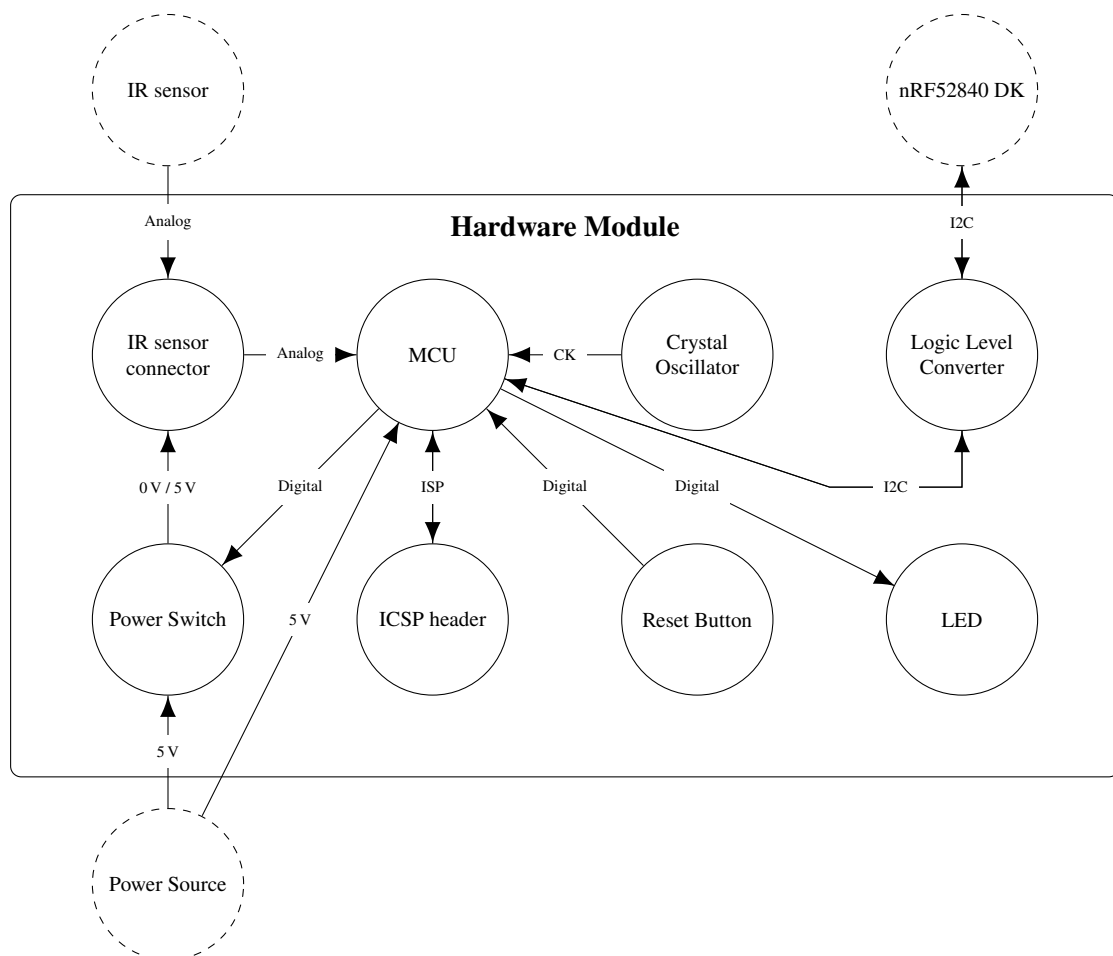 IR sensor
nRF52840 DK
Analog
I2C
Hardware Module
IR sensor
connector
Analog
MCU
CK
Crystal
Oscillator
Logic Level
Converter
0 V / 5 V
Digital
ISP
Digital
Digital
I2C
Power Switch
5 V
ICSP header
Reset Button
LED
5 V
Power Source